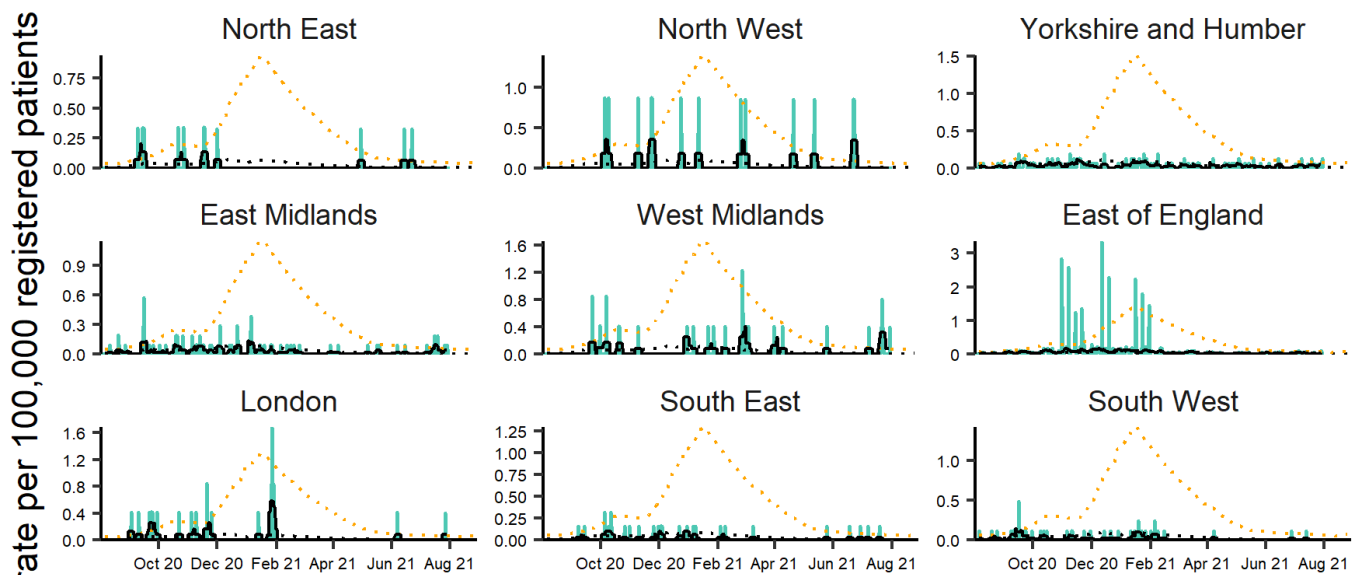 rate per 100,000 registered patients
North East
0.75
0.50
0.25
0.00
North West
1.0
0.5
0.0
Yorkshire and Humber
1.5
1.0
0.5
0.0
East Midlands
0.9
0.6
0.3
0.0
West Midlands
1.6
1.2
0.8
0.4
0.0
East of England
3
2
1
0
London
1.6
1.2
0.8
0.4
0.0
Oct 20 Dec 20 Feb 21 Apr 21 Jun 21 Aug 21
South East
1.25
1.00
0.75
0.50
0.25
0.00
Oct 20 Dec 20 Feb 21 Apr 21 Jun 21 Aug 21
South West
1.0
0.5
0.0
Oct 20 Dec 20 Feb 21 Apr 21 Jun 21 Aug 21